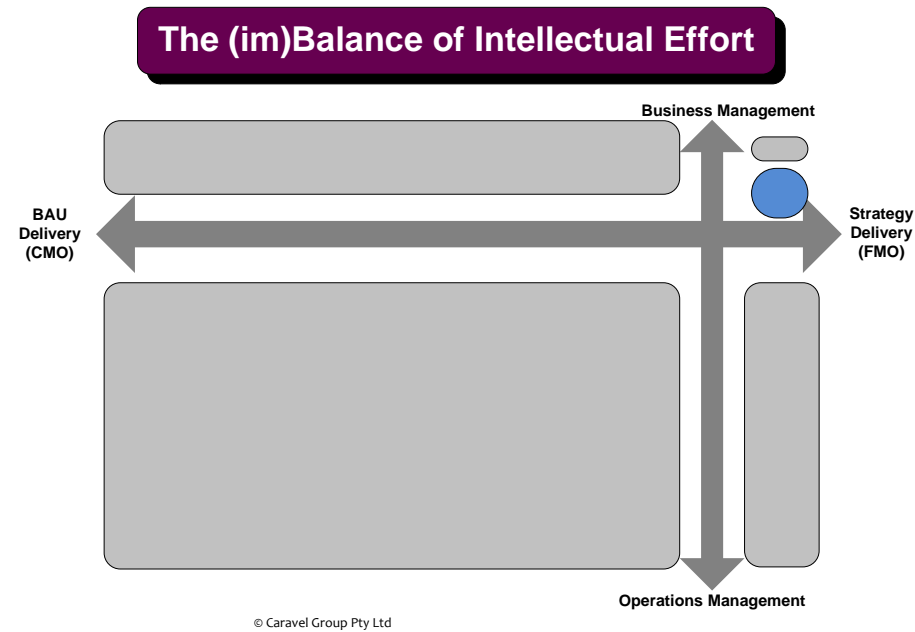 The (im)Balance of Intellectual Effort
Business Management
BAU
Delivery
(CMO)
Strategy
Delivery
(FMO)
Operations Management
© Caravel Group Pty Ltd